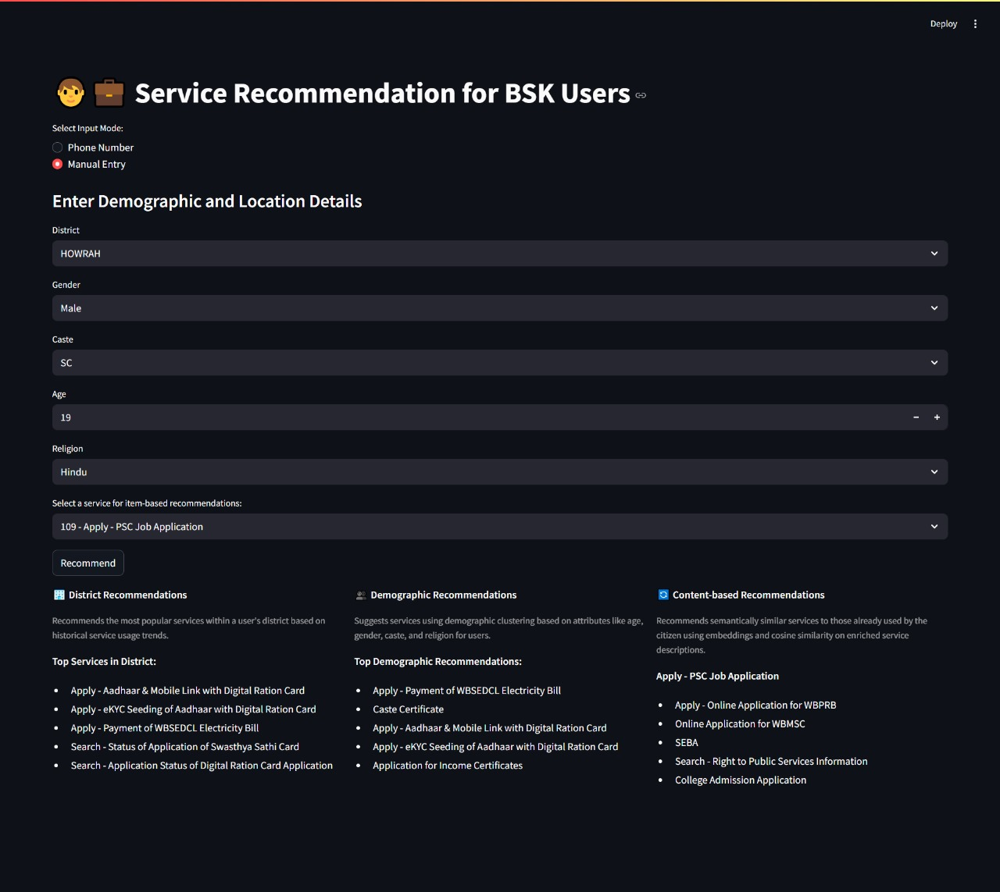 Deploy
Service Recommendation for BSK Users
Select Input Mode:
Phone Number
Manual Entry
Enter Demographic and Location Details
District
HOWRAH
Gender
Male
Caste
SC
Age
19
Religion
Hindu
Select a service for item-based recommendations:
109 - Apply - PSC Job Application
Recommend
District Recommendations
Recommends the most popular services within a user's district based on
historical service usage trends.
Top Services in District:
Apply - Aadhaar & Mobile Link with Digital Ration Card
Apply - eKYC Seeding of Aadhaar with Digital Ration Card
Apply - Payment of WBSEDCL Electricity Bill
Search - Status of Application of Swasthya Sathi Card
Search - Application Status of Digital Ration Card Application
Demographic Recommendations
Suggests services using demographic clustering based on attributes like age,
gender, caste, and religion for users.
Top Demographic Recommendations:
Apply - Payment of WBSEDCL Electricity Bill
Caste Certificate
Apply - Aadhaar & Mobile Link with Digital Ration Card
Apply - eKYC Seeding of Aadhaar with Digital Ration Card
Application for Income Certificates
Content-based Recommendations
Recommends semantically similar services to those already used by the
citizen using embeddings and cosine similarity on enriched service
descriptions.
Apply - PSC Job Application
Apply - Online Application for WBPRB
Online Application for WBMSC
SEBA
Search - Right to Public Services Information
College Admission Application